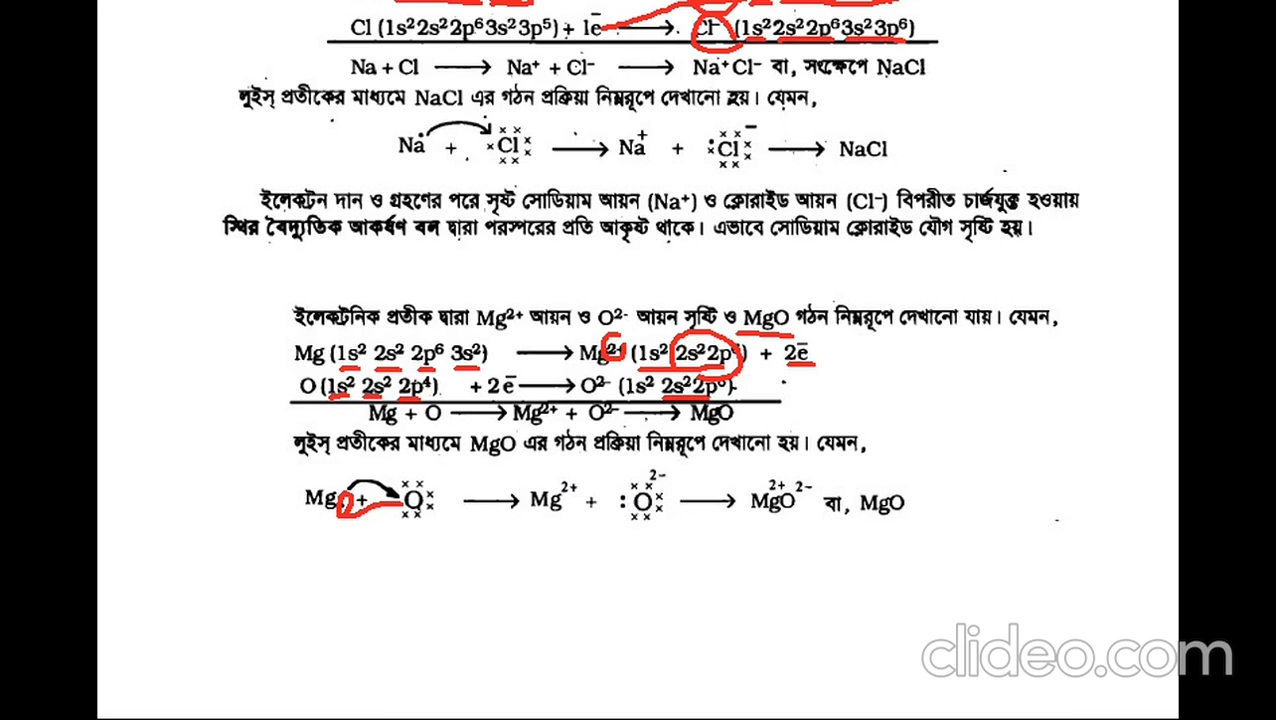 Cl (1s²2s²2p⁶3s²3p⁵) + 1e̅ ⟶ Cl⁻ (1s²2s²2p⁶3s²3p⁶)
Na + Cl ⟶ Na⁺ + Cl⁻ ⟶ Na⁺Cl⁻ বা, সংক্ষেপে NaCl
লুইস্ প্রতীকের মাধ্যমে NaCl এর গঠন প্রক্রিয়া নিম্নরূপে দেখানো হয়। যেমন,
Na + Cl ⟶ Na⁺ + Cl⁻ ⟶ NaCl
ইলেকট্রন দান ও গ্রহণের পরে সৃষ্ট সোডিয়াম আয়ন (Na⁺) ও ক্লোরাইড আয়ন (Cl⁻) বিপরীত চার্জযুক্ত হওয়ায়
স্থির বৈদ্যুতিক আকর্ষণ বল দ্বারা পরস্পরের প্রতি আকৃষ্ট থাকে। এভাবে সোডিয়াম ক্লোরাইড যৌগ সৃষ্টি হয়।
ইলেকট্রনিক প্রতীক দ্বারা Mg²⁺ আয়ন ও O²⁻ আয়ন সৃষ্টি ও MgO গঠন নিম্নরূপে দেখানো যায়। যেমন,
Mg (1s² 2s² 2p⁶ 3s²) ⟶ Mg²⁺ (1s² 2s²2p⁶) + 2e̅
O (1s² 2s² 2p⁴) + 2e̅ ⟶ O²⁻ (1s² 2s²2p⁶)
Mg + O ⟶ Mg²⁺ + O²⁻ ⟶ MgO
লুইস্ প্রতীকের মাধ্যমে MgO এর গঠন প্রক্রিয়া নিম্নরূপে দেখানো হয়। যেমন,
Mg: + O ⟶ Mg²⁺ + :O²⁻ ⟶ Mg²⁺O²⁻ বা, MgO
clideo.com